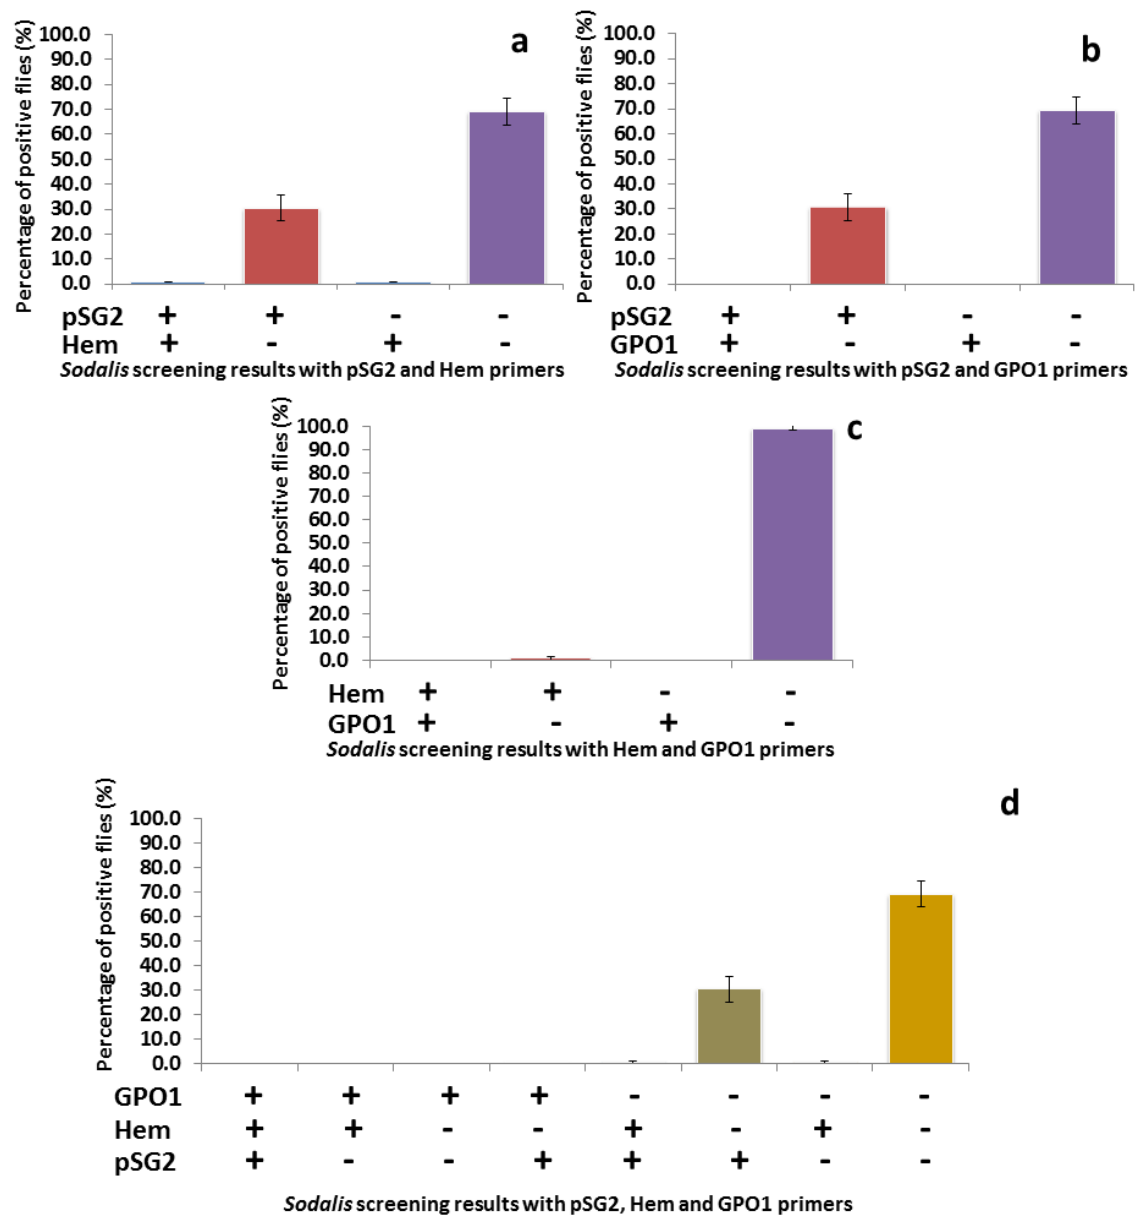 a
Percentage of positive flies (%)
100.0
90.0
80.0
70.0
60.0
50.0
40.0
30.0
20.0
10.0
0.0
pSG2 + + - -
Hem + - + -
Sodalis screening results with pSG2 and Hem primers
b
Percentage of positive flies (%)
100.0
90.0
80.0
70.0
60.0
50.0
40.0
30.0
20.0
10.0
0.0
pSG2 + + - -
GPO1 + - + -
Sodalis screening results with pSG2 and GPO1 primers
c
Percentage of positive flies (%)
100.0
90.0
80.0
70.0
60.0
50.0
40.0
30.0
20.0
10.0
0.0
Hem + + - -
GPO1 + - + -
Sodalis screening results with Hem and GPO1 primers
d
Percentage of positive flies (%)
100.0
90.0
80.0
70.0
60.0
50.0
40.0
30.0
20.0
10.0
0.0
GPO1 + + + + - - - -
Hem + + - - + - + -
pSG2 + - - + + + - -
Sodalis screening results with pSG2, Hem and GPO1 primers